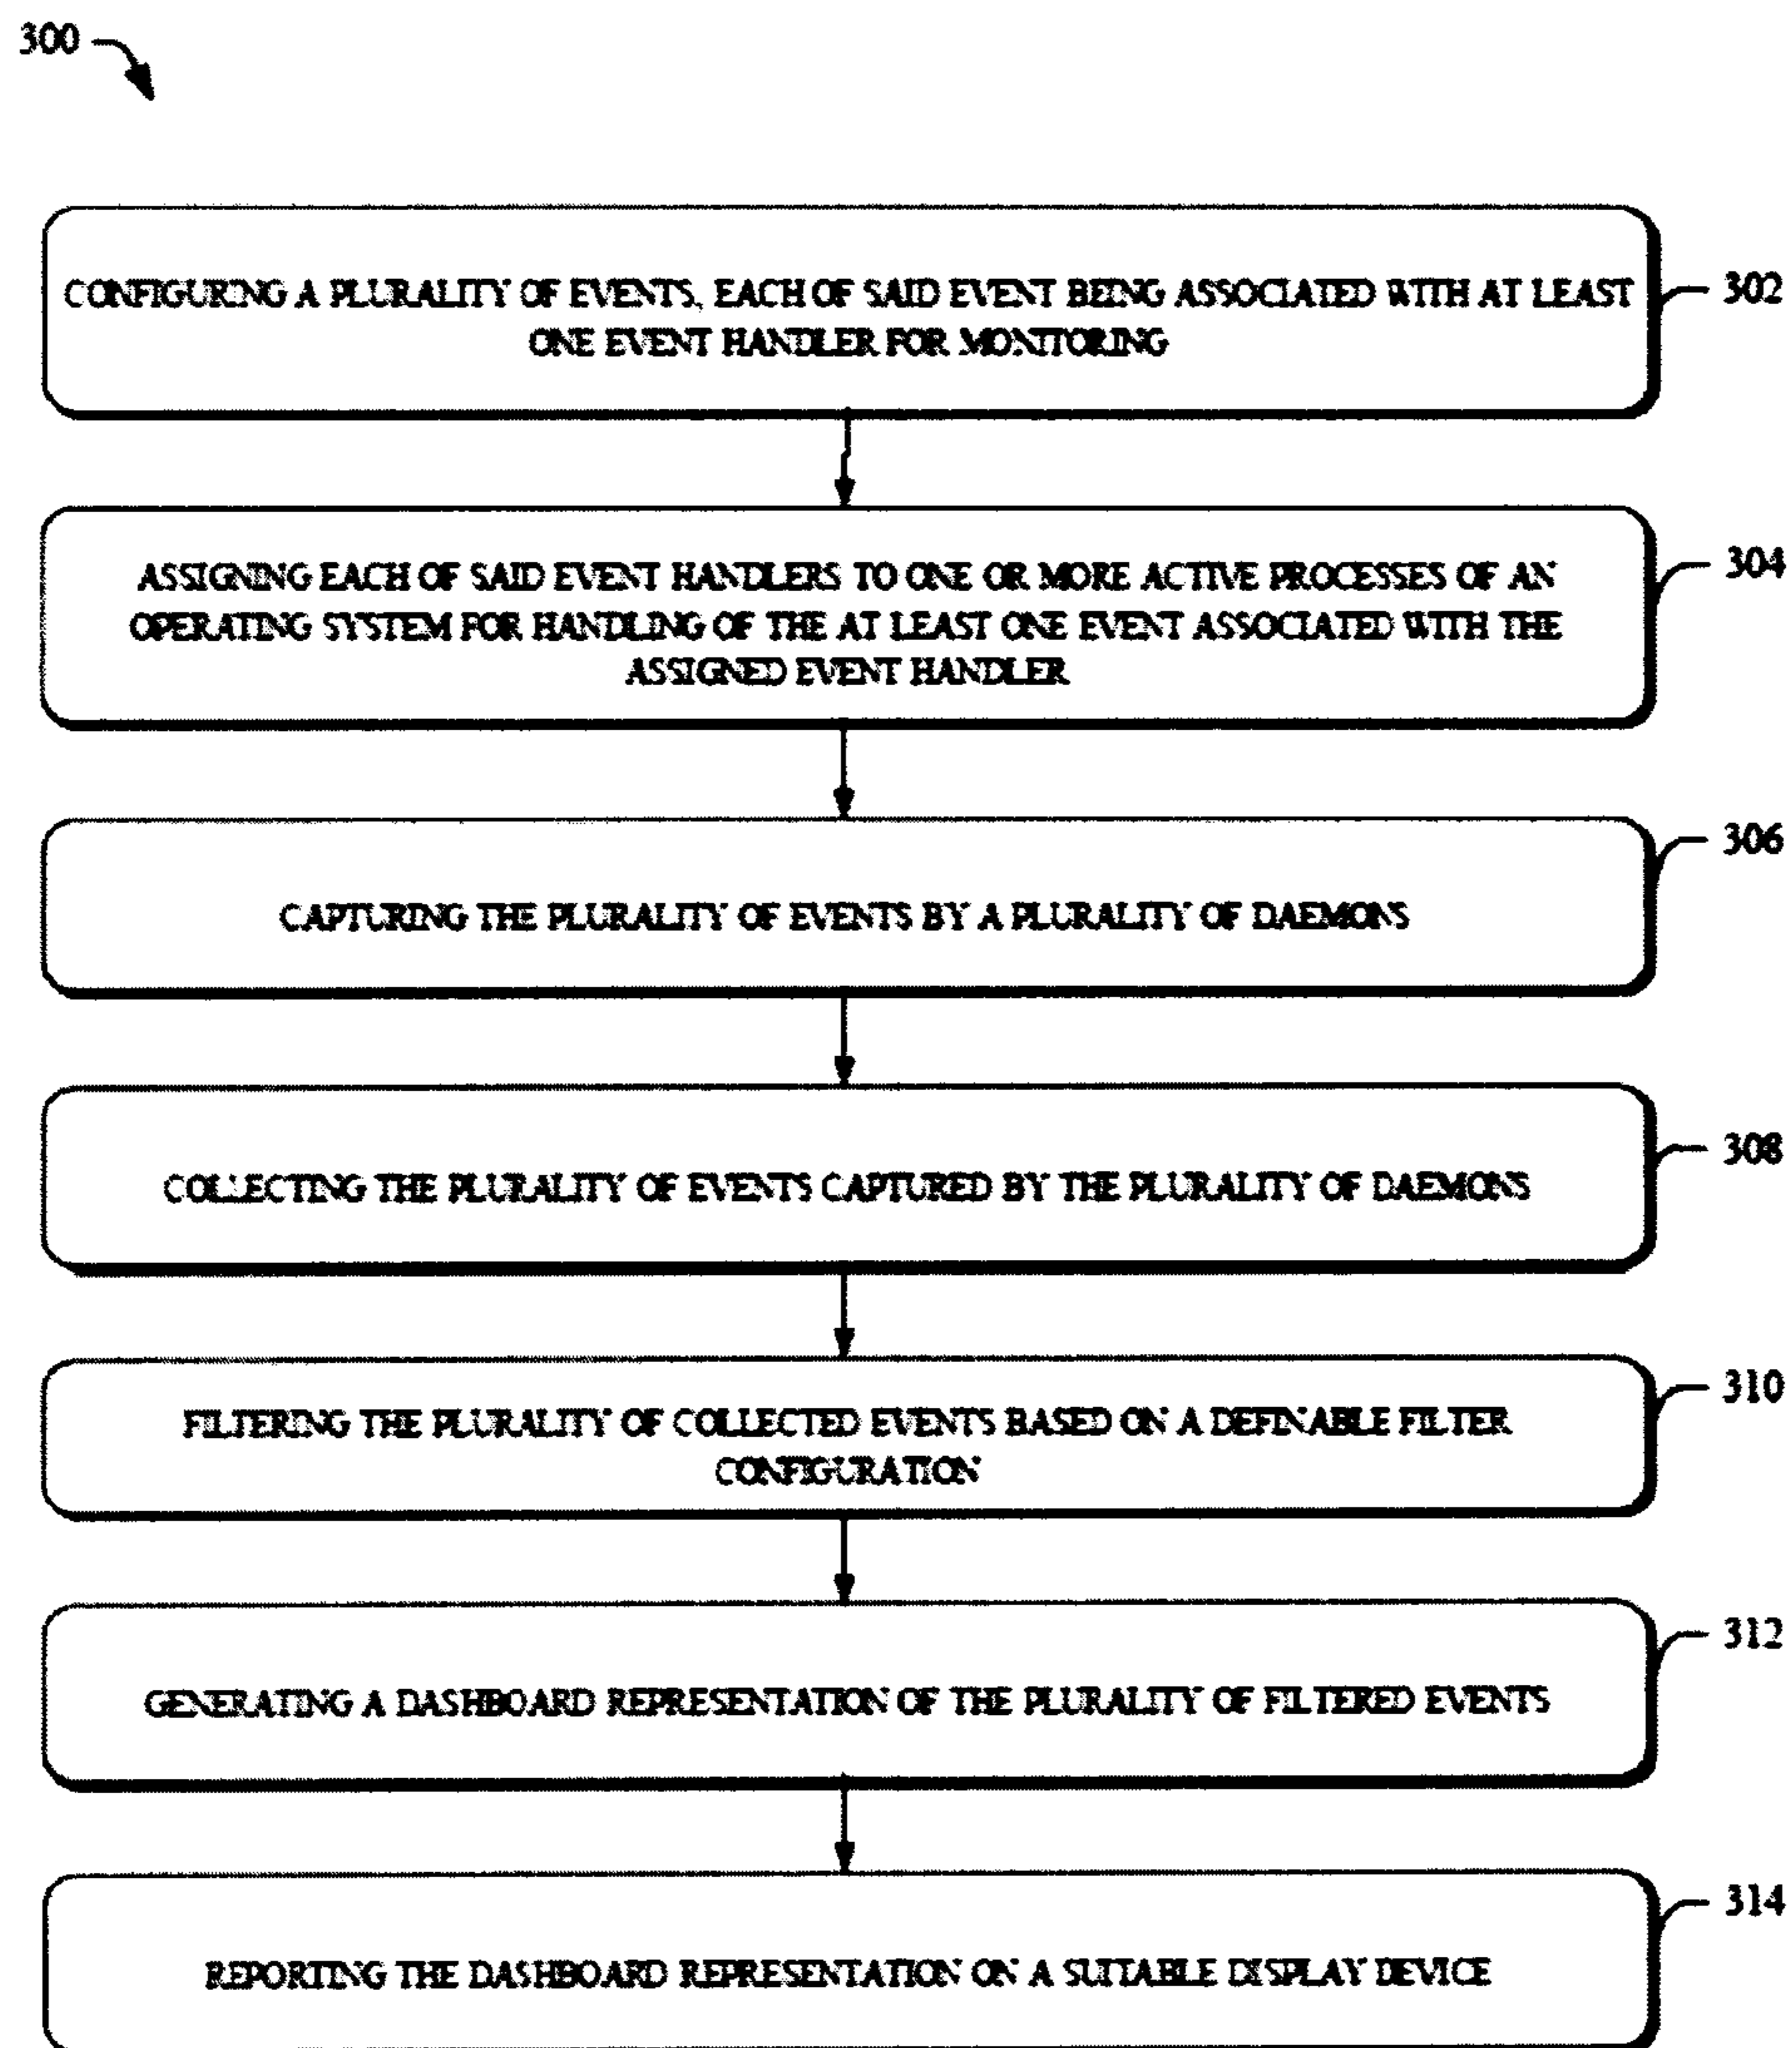 300
CONFIGURING A PLURALITY OF EVENTS, EACH OF SAID EVENT BEING ASSOCIATED WITH AT LEAST
ONE EVENT HANDLER FOR MONITORING
302
ASSIGNING EACH OF SAID EVENT HANDLERS TO ONE OR MORE ACTIVE PROCESSES OF AN
OPERATING SYSTEM FOR HANDLING OF THE AT LEAST ONE EVENT ASSOCIATED WITH THE
ASSIGNED EVENT HANDLER
304
CAPTURING THE PLURALITY OF EVENTS BY A PLURALITY OF DAEMONS
306
COLLECTING THE PLURALITY OF EVENTS CAPTURED BY THE PLURALITY OF DAEMONS
308
FILTERING THE PLURALITY OF COLLECTED EVENTS BASED ON A DEFINABLE FILTER
CONFIGURATION
310
GENERATING A DASHBOARD REPRESENTATION OF THE PLURALITY OF FILTERED EVENTS
312
REPORTING THE DASHBOARD REPRESENTATION ON A SUITABLE DISPLAY DEVICE
314